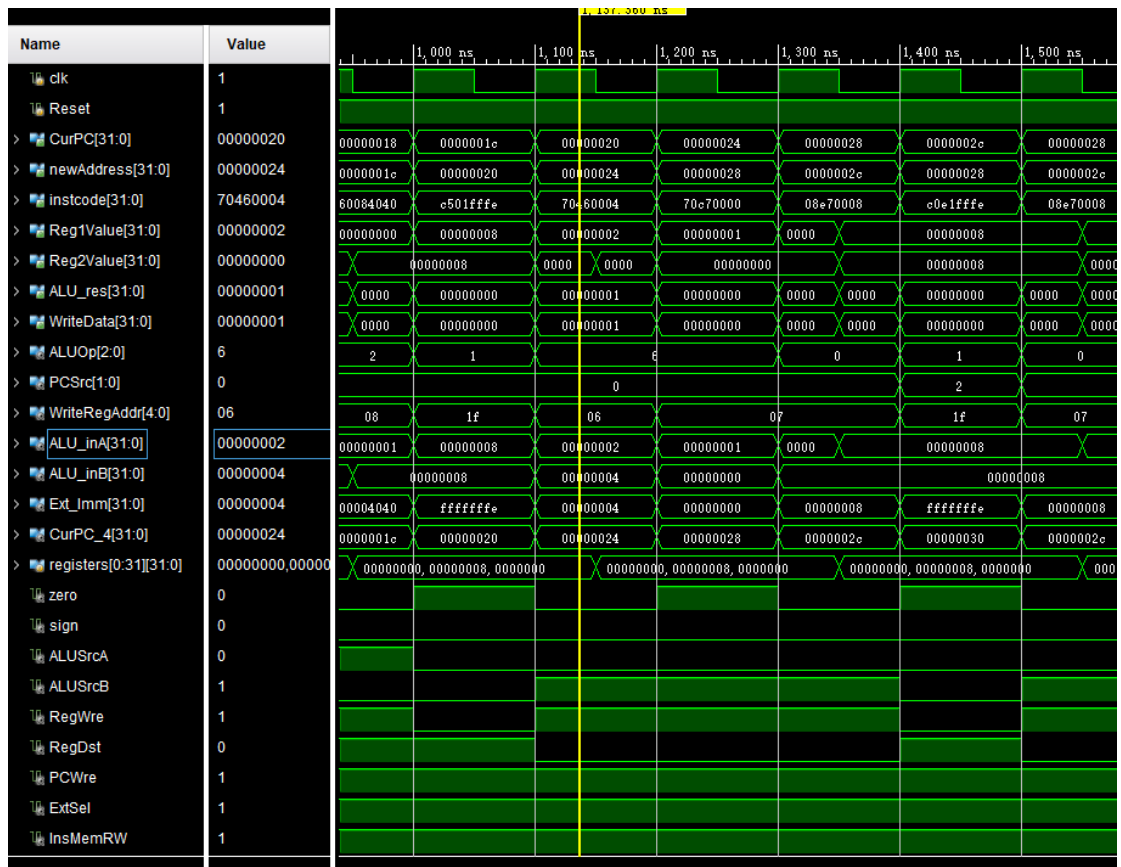 1,137.360 ns
Name Value
1,000 ns 1,100 ns 1,200 ns 1,300 ns 1,400 ns 1,500 ns
clk 1
Reset 1
CurPC[31:0] 00000020 00000018 0000001c 00000020 00000024 00000028 0000002c 00000028
newAddress[31:0] 00000024 0000001c 00000020 00000024 00000028 0000002c 00000028 0000002c
instcode[31:0] 70460004 60084040 c501fffe 70460004 70c70000 08e70008 c0e1fffe 08e70008
Reg1Value[31:0] 00000002 00000000 00000008 00000002 00000001 0000 00000008
Reg2Value[31:0] 00000000 00000008 0000 0000 00000000 00000008 0000
ALU_res[31:0] 00000001 0000 00000000 00000001 00000000 0000 0000 00000000 0000 0000
WriteData[31:0] 00000001 0000 00000000 00000001 00000000 0000 0000 00000000 0000 0000
ALUOp[2:0] 6 2 1 6 0 1 0
PCSrc[1:0] 0 0 2
WriteRegAddr[4:0] 06 08 1f 06 07 1f 07
ALU_inA[31:0] 00000002 00000001 00000008 00000002 00000001 0000 00000008
ALU_inB[31:0] 00000004 00000008 00000004 00000000 00000008
Ext_Imm[31:0] 00000004 00004040 fffffffe 00000004 00000000 00000008 fffffffe 00000008
CurPC_4[31:0] 00000024 0000001c 00000020 00000024 00000028 0000002c 00000030 0000002c
registers[0:31][31:0] 00000000,00000 00000000,00000008,0000000 00000000,00000008,0000000 00000000,00000008,0000000 000
zero 0
sign 0
ALUSrcA 0
ALUSrcB 1
RegWre 1
RegDst 0
PCWre 1
ExtSel 1
InsMemRW 1